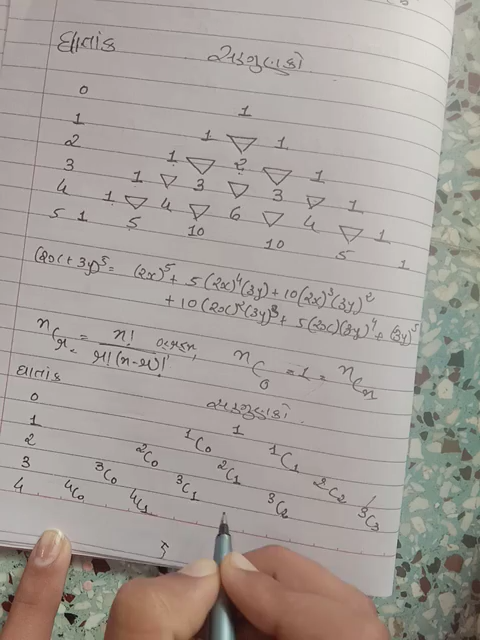 ઘાતાંક સહગુણકો
0 1
1 1 1
2 1 2 1
3 1 3 3 1
4 1 4 6 4 1
5 1 5 10 10 5 1
(2x+3y)⁵ = (2x)⁵ + 5(2x)⁴(3y) + 10(2x)³(3y)²
+ 10(2x)²(3y)³ + 5(2x)(3y)⁴ + (3y)⁵
ⁿCᵣ = n! / r!(n-r)! ⁿC₀ = 1 = ⁿCₙ
ઘાતાંક સહગુણકો
0 1
1 ¹C₀ ¹C₁
2 ²C₀ ²C₁ ²C₂
3 ³C₀ ³C₁ ³C₂ ³C₃
4 ⁴C₀ ⁴C₁